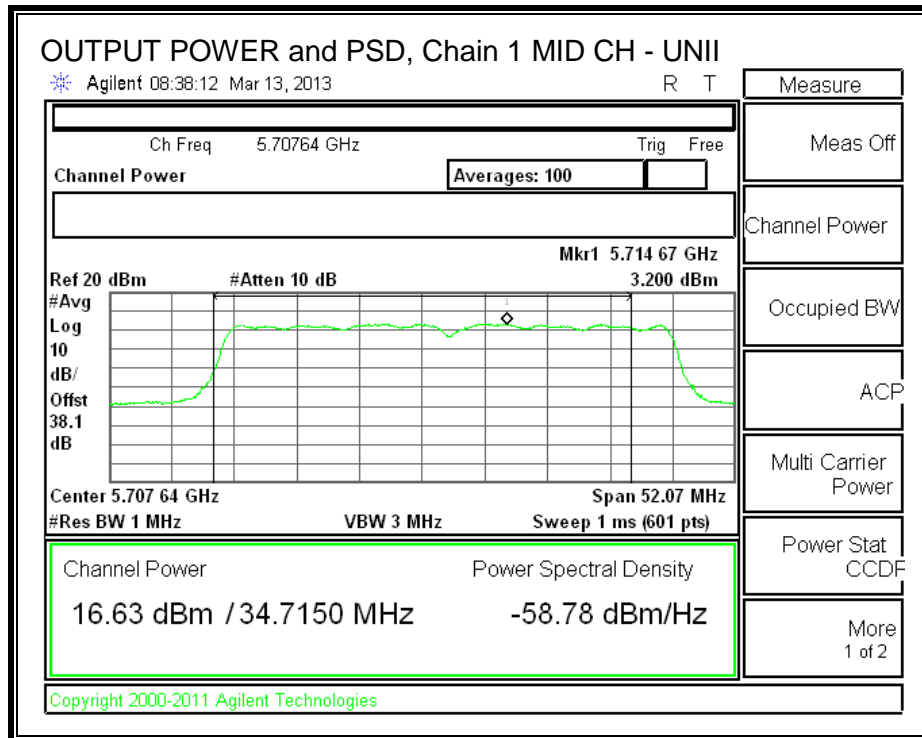 OUTPUT POWER and PSD, Chain 1 MID CH - UNII
Agilent 08:38:12 Mar 13, 2013 R T
Ch Freq 5.70764 GHz Trig Free
Channel Power Averages: 100
Mkr1 5.714 67 GHz
Ref 20 dBm #Atten 10 dB 3.200 dBm
#Avg
Log
10
dB/
Offst
38.1
dB
1
Center 5.707 64 GHz Span 52.07 MHz
#Res BW 1 MHz VBW 3 MHz Sweep 1 ms (601 pts)
Channel Power Power Spectral Density
16.63 dBm / 34.7150 MHz -58.78 dBm/Hz
Copyright 2000-2011 Agilent Technologies
Measure
Meas Off
Channel Power
Occupied BW
ACP
Multi Carrier
Power
Power Stat
CCDF
More
1 of 2